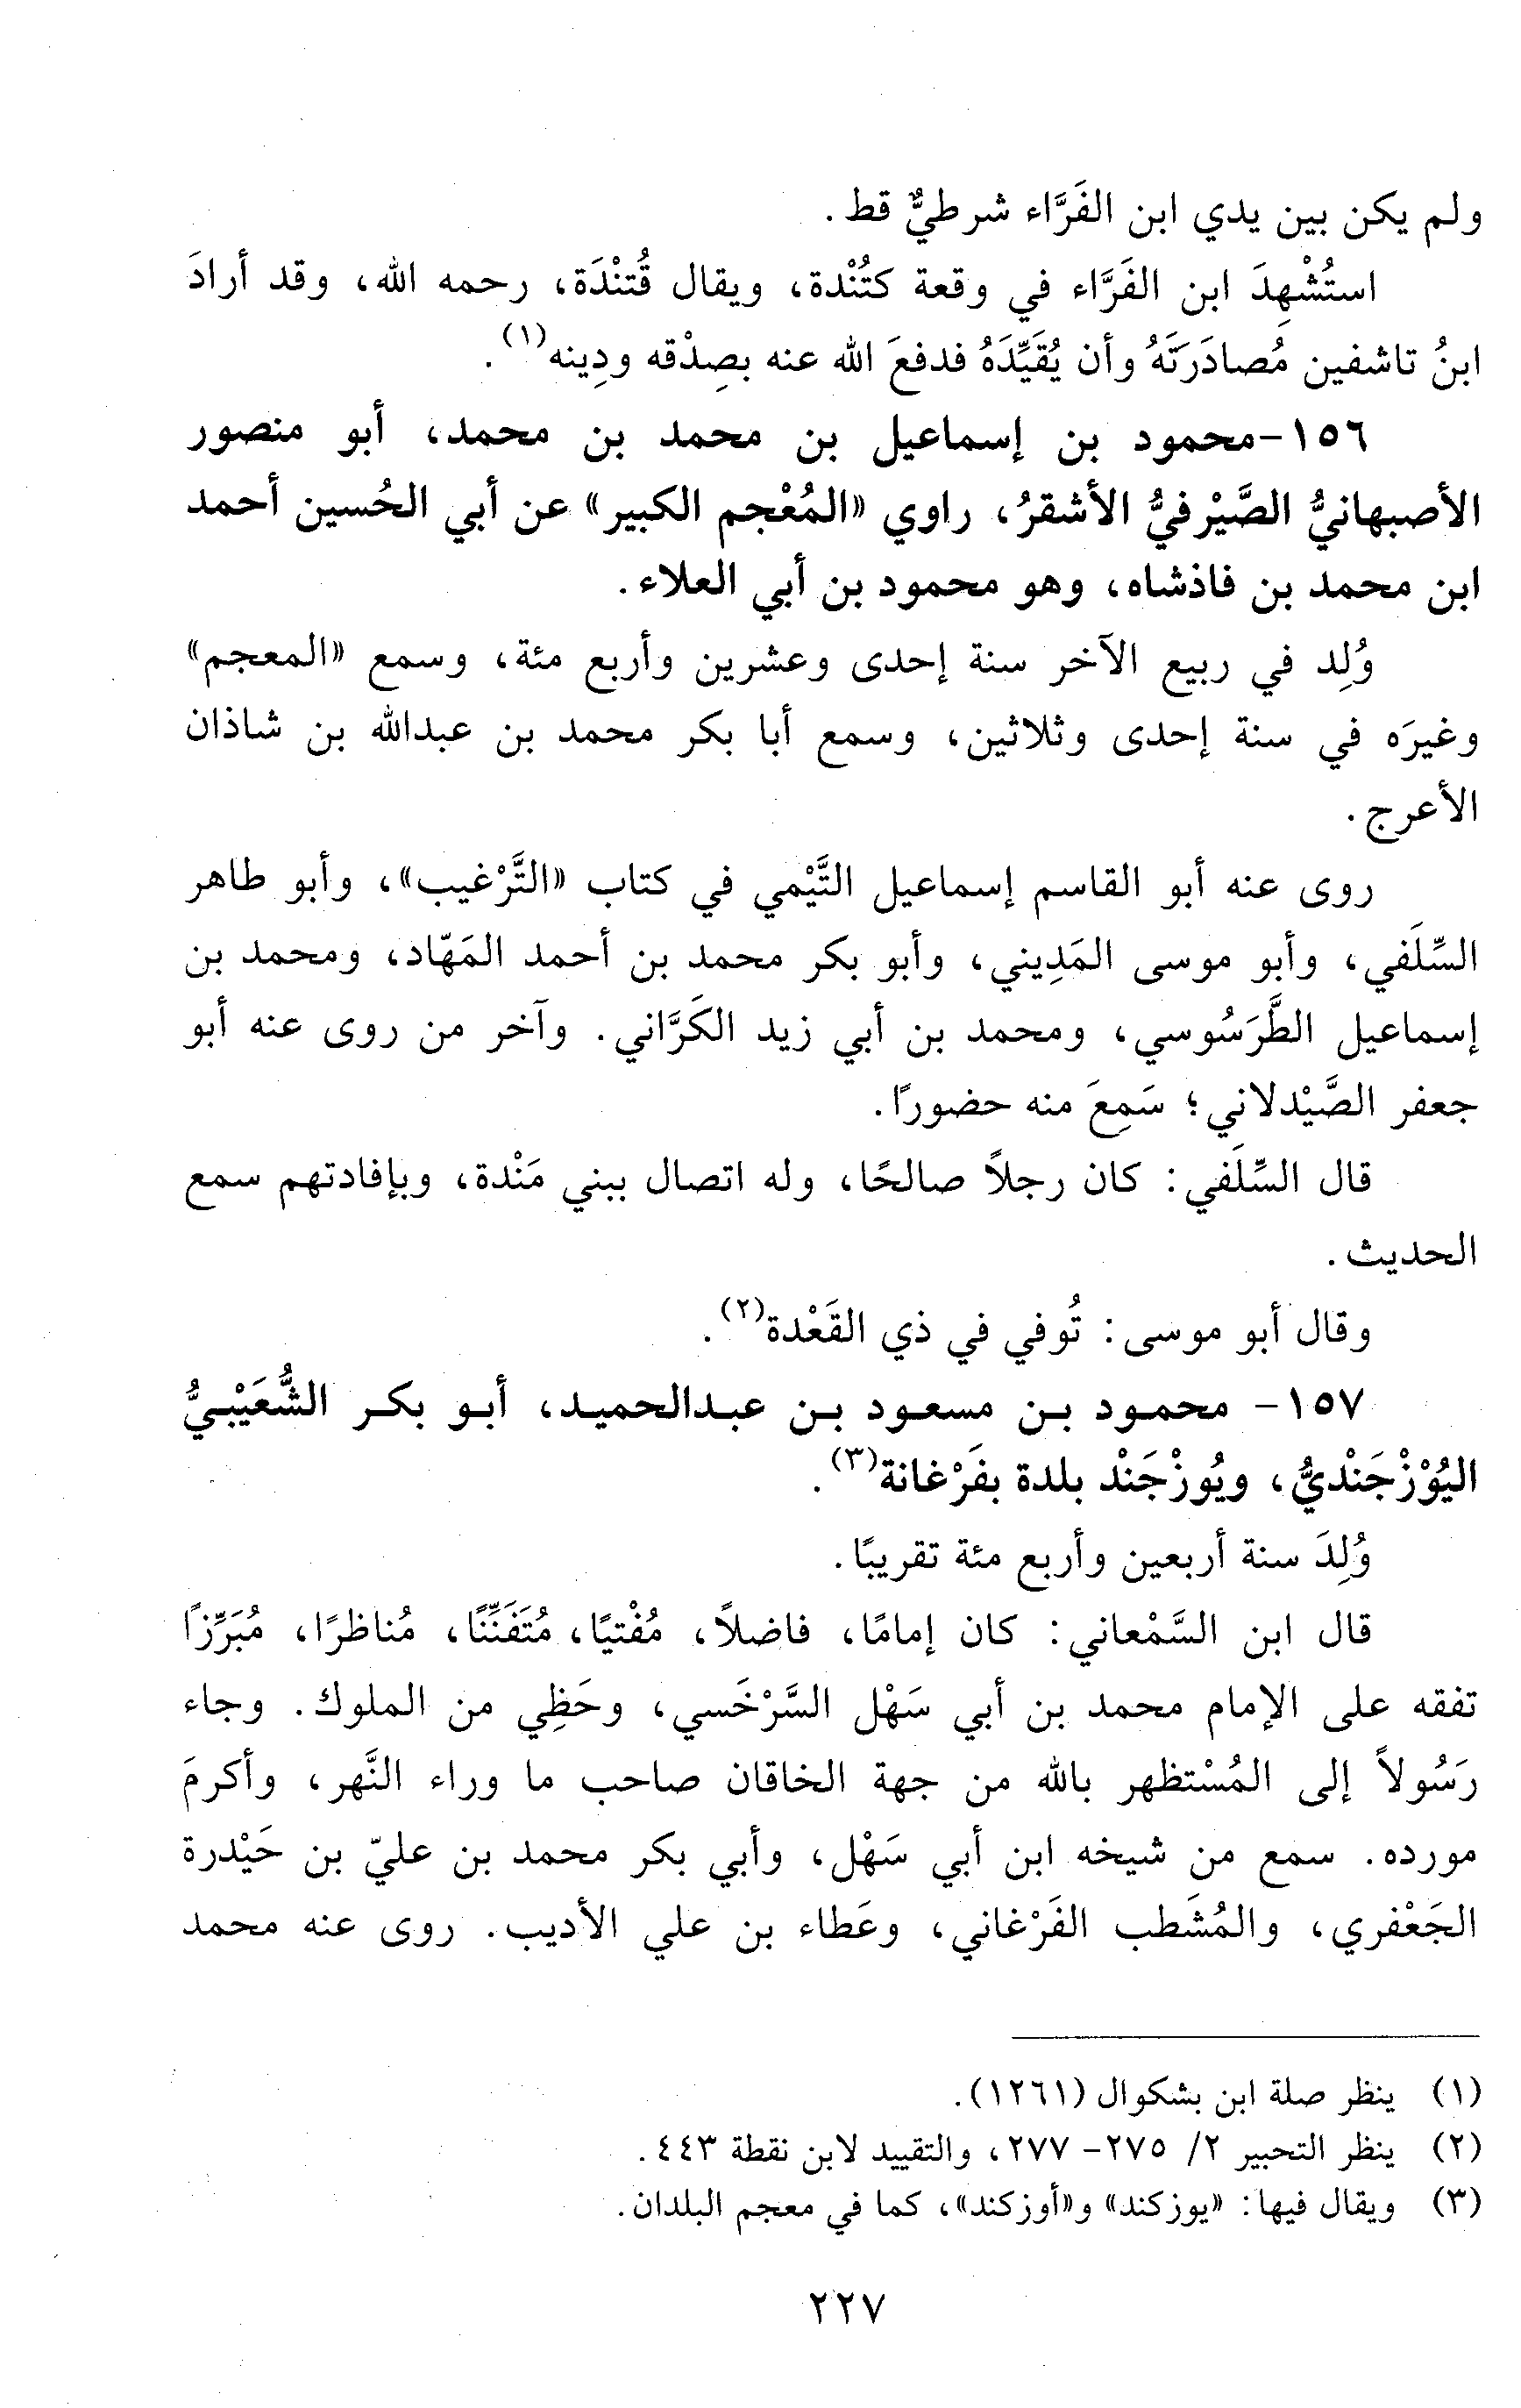 ولم يكن بين يدي ابن الفَرَّاء شرطيٌّ قط.
استُشْهِدَ ابن الفَرَّاء في وقعة كتُنْدة، ويقال قُتنْدَة، رحمه الله، وقد أرادَ
ابنُ تاشفين مُصادَرَتَهُ وأن يُقَيِّدَهُ فدفعَ الله عنه بصِدْقه ودِينه(١).
١٥٦-محمود بن إسماعيل بن محمد بن محمد، أبو منصور
الأصبهانيُّ الصَّيْرفيُّ الأشقرُ، راوي «المُعْجم الكبير» عن أبي الحُسين أحمد
ابن محمد بن فاذشاه، وهو محمود بن أبي العلاء.
وُلِد في ربيع الآخر سنة إحدى وعشرين وأربع مئة، وسمع «المعجم»
وغيرَه في سنة إحدى وثلاثين، وسمع أبا بكر محمد بن عبدالله بن شاذان
الأعرج.
روى عنه أبو القاسم إسماعيل التَّيْمي في كتاب «التَّرْغيب»، وأبو طاهر
السِّلَفي، وأبو موسى المَدِيني، وأبو بكر محمد بن أحمد المَهّاد، ومحمد بن
إسماعيل الطَّرَسُوسي، ومحمد بن أبي زيد الكَرَّاني. وآخر من روى عنه أبو
جعفر الصَّيْدلاني؛ سَمِعَ منه حضورًا.
قال السِّلَفي: كان رجلاً صالحًا، وله اتصال ببني مَنْدة، وبإفادتهم سمع
الحديث.
وقال أبو موسى: تُوفي في ذي القَعْدة(٢).
١٥٧- محمود بن مسعود بن عبدالحميد، أبو بكر الشُّعَيْبيُّ
اليُوْزْجَنْديُّ، ويُوزْجَنْد بلدة بفَرْغانة(٣).
وُلِدَ سنة أربعين وأربع مئة تقريبًا.
قال ابن السَّمْعاني: كان إمامًا، فاضلاً، مُفْتيًا، مُتَفَنِّنًا، مُناظرًا، مُبَرِّزًا
تفقه على الإمام محمد بن أبي سَهْل السَّرْخَسي، وحَظِي من الملوك. وجاء
رَسُولاً إلى المُسْتظهر بالله من جهة الخاقان صاحب ما وراء النَّهر، وأكرمَ
مورده. سمع من شيخه ابن أبي سَهْل، وأبي بكر محمد بن عليّ بن حَيْدرة
الجَعْفري، والمُشَطب الفَرْغاني، وعَطاء بن علي الأديب. روى عنه محمد
(١) ينظر صلة ابن بشكوال (١٢٦١).
(٢) ينظر التحبير ٢/ ٢٧٥- ٢٧٧، والتقييد لابن نقطة ٤٤٣.
(٣) ويقال فيها: «يوزكند» و«أوزكند»، كما في معجم البلدان.
٢٢٧